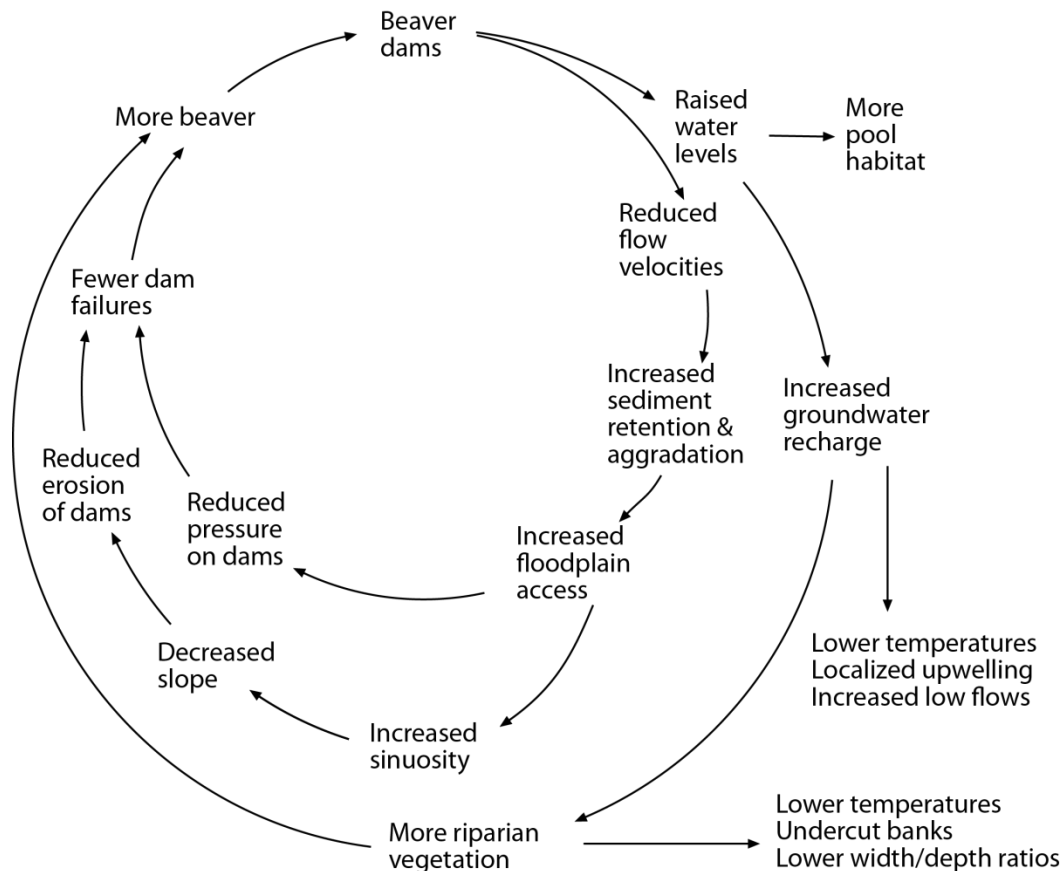 Beaver
dams
Raised
water
levels
More
pool
habitat
More beaver
Reduced
flow
velocities
Fewer dam
failures
Increased
sediment
retention &
aggradation
Increased
groundwater
recharge
Reduced
erosion
of dams
Reduced
pressure
on dams
Increased
floodplain
access
Decreased
slope
Lower temperatures
Localized upwelling
Increased low flows
Increased
sinuosity
More riparian
vegetation
Lower temperatures
Undercut banks
Lower width/depth ratios